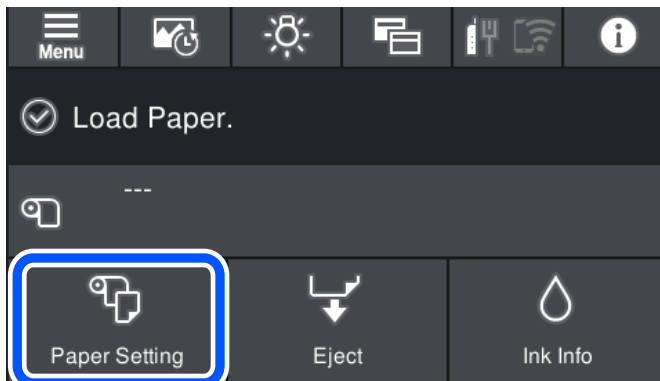 Menu
Load Paper.
---
Paper Setting
Eject
Ink Info